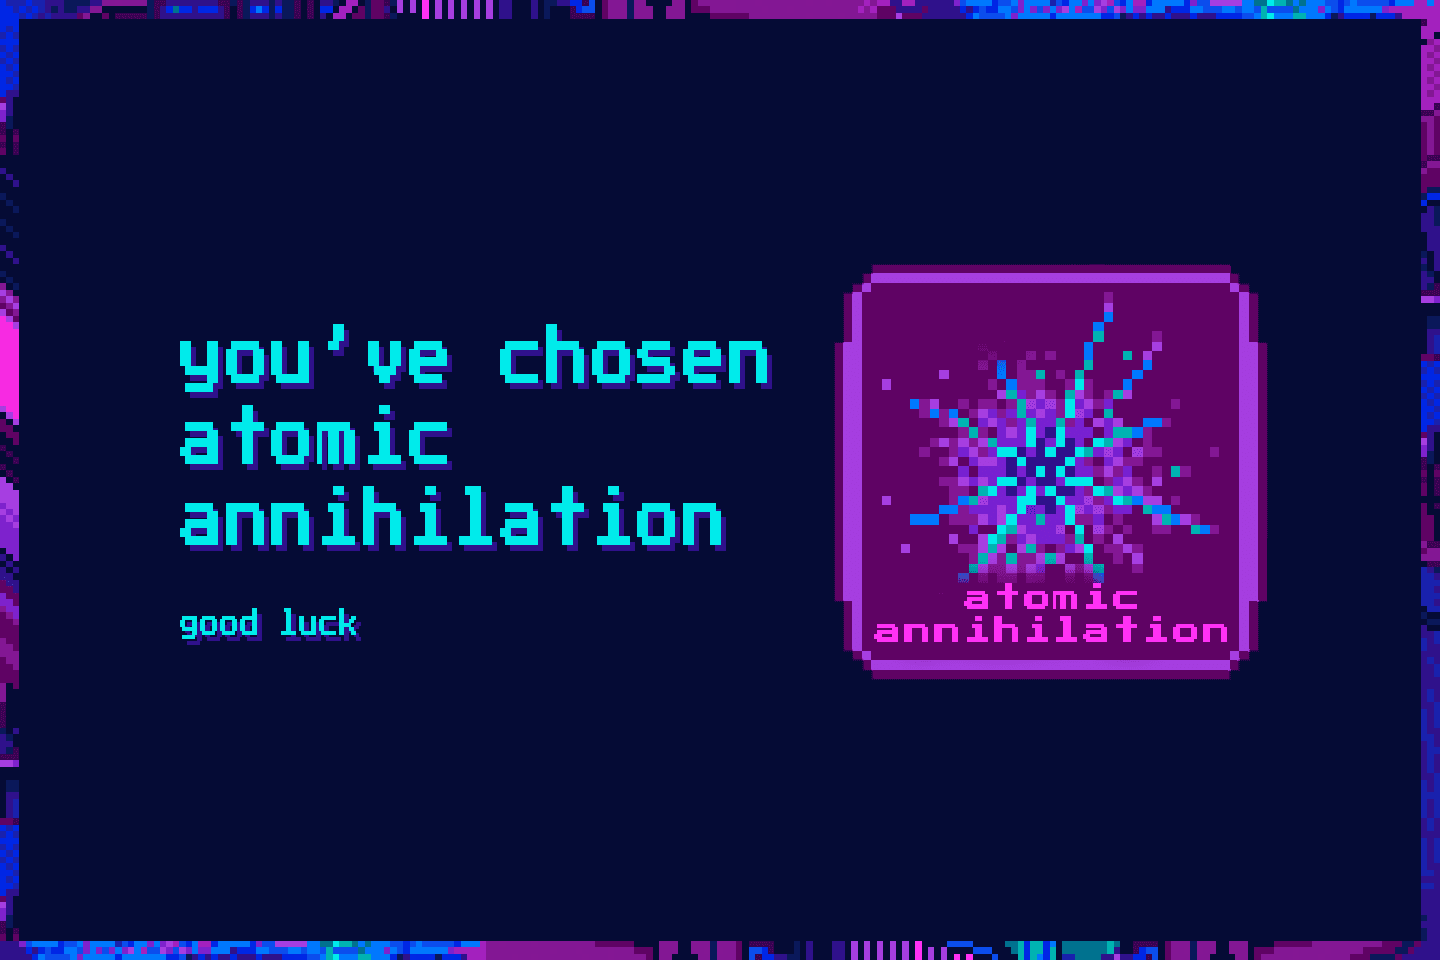 you've chosen
atomic
annihilation
good luck
atomic
annihilation